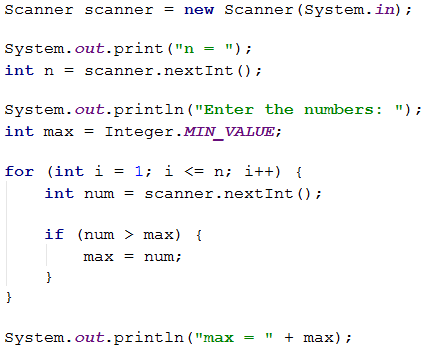 Scanner scanner = new Scanner(System.in);
System.out.print("n = ");
int n = scanner.nextInt();
System.out.println("Enter the numbers: ");
int max = Integer.MIN_VALUE;
for (int i = 1; i <= n; i++) {
    int num = scanner.nextInt();
    if (num > max) {
        max = num;
    }
}
System.out.println("max = " + max);